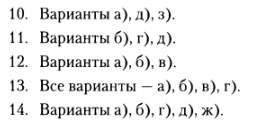 10. Варианты а), д), з).
11. Варианты б), г), д).
12. Варианты а), б), в).
13. Все варианты — а), б), в), г).
14. Варианты а), б), г), д), ж).